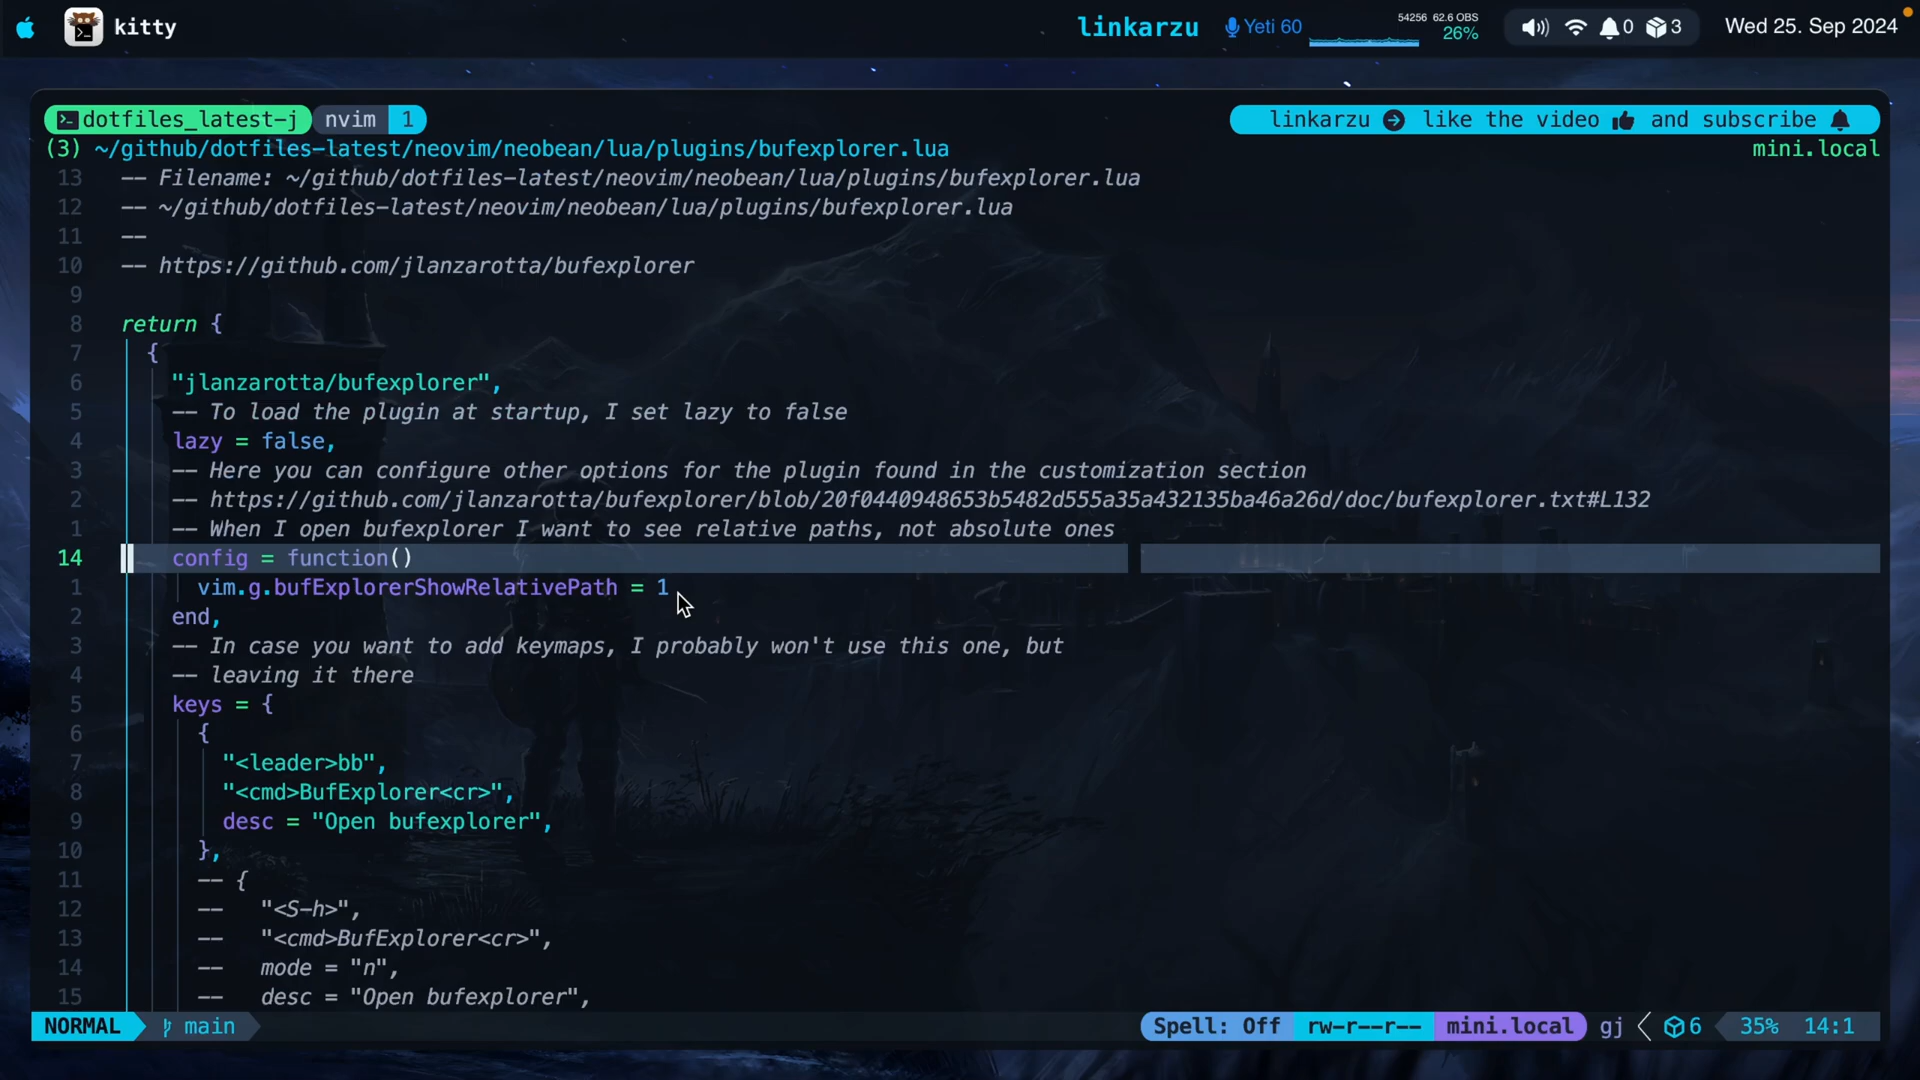 kitty
linkarzu
Yeti 60
54256 62.6 OBS
26%
0
3
Wed 25. Sep 2024
dotfiles_latest-j nvim 1
linkarzu like the video and subscribe
(3) ~/github/dotfiles-latest/neovim/neobean/lua/plugins/bufexplorer.lua mini.local
13 -- Filename: ~/github/dotfiles-latest/neovim/neobean/lua/plugins/bufexplorer.lua
12 -- ~/github/dotfiles-latest/neovim/neobean/lua/plugins/bufexplorer.lua
11 --
10 -- https://github.com/jlanzarotta/bufexplorer
9
8 return {
7 {
6 "jlanzarotta/bufexplorer",
5 -- To load the plugin at startup, I set lazy to false
4 lazy = false,
3 -- Here you can configure other options for the plugin found in the customization section
2 -- https://github.com/jlanzarotta/bufexplorer/blob/20f0440948653b5482d555a35a432135ba46a26d/doc/bufexplorer.txt#L132
1 -- When I open bufexplorer I want to see relative paths, not absolute ones
14 config = function()
1 vim.g.bufExplorerShowRelativePath = 1
2 end,
3 -- In case you want to add keymaps, I probably won't use this one, but
4 -- leaving it there
5 keys = {
6 {
7 "<leader>bb",
8 "<cmd>BufExplorer<cr>",
9 desc = "Open bufexplorer",
10 },
11 -- {
12 -- "<S-h>",
13 -- "<cmd>BufExplorer<cr>",
14 -- mode = "n",
15 -- desc = "Open bufexplorer",
NORMAL main Spell: Off rw-r--r-- mini.local gj 6 35% 14:1